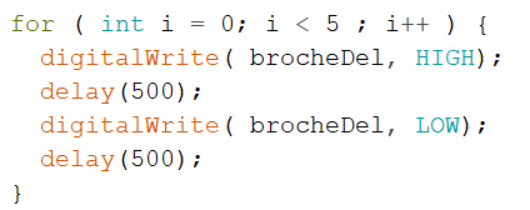 for ( int i = 0; i < 5 ; i++ ) {
  digitalWrite( brocheDel, HIGH);
  delay(500);
  digitalWrite( brocheDel, LOW);
  delay(500);
}